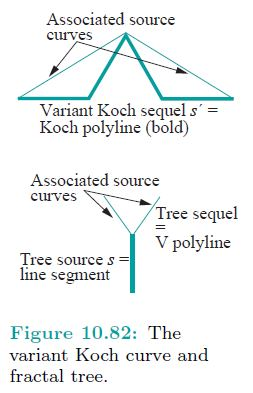 Associated source
curves
Variant Koch sequel s´ =
Koch polyline (bold)
Associated source
curves
Tree sequel
=
V polyline
Tree source s =
line segment
Figure 10.82: The
variant Koch curve and
fractal tree.